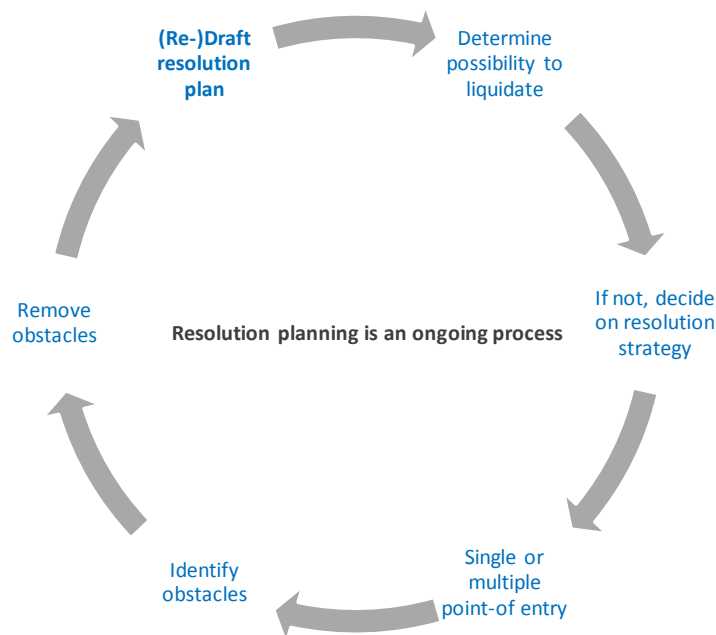 (Re-)Draft
resolution
plan
Determine
possibility to
liquidate
If not, decide
on resolution
strategy
Single or
multiple
point-of entry
Identify
obstacles
Remove
obstacles
Resolution planning is an ongoing process